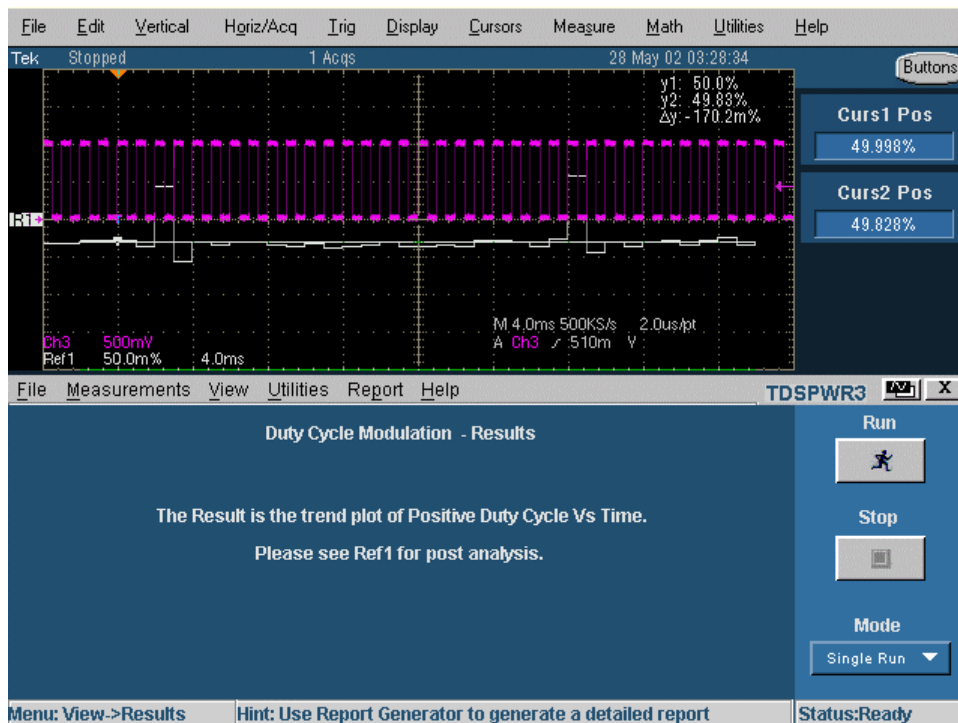 File Edit Vertical Horiz/Acq Trig Display Cursors Measure Math Utilities Help
Tek Stopped 1 Acqs 28 May 02 03:28:34
Buttons
y1: 50.0%
y2: 49.83%
Δy:-170.2m%
Curs1 Pos
49.998%
Curs2 Pos
49.828%
R1
M 4.0ms 500KS/s 2.0us/pt
A Ch3 510m V
Ch3 500mV
Ref1 50.0m% 4.0ms
File Measurements View Utilities Report Help
TDSPWR3 X
Duty Cycle Modulation - Results
The Result is the trend plot of Positive Duty Cycle Vs Time.
Please see Ref1 for post analysis.
Run
Stop
Mode
Single Run
Menu: View->Results Hint: Use Report Generator to generate a detailed report Status:Ready